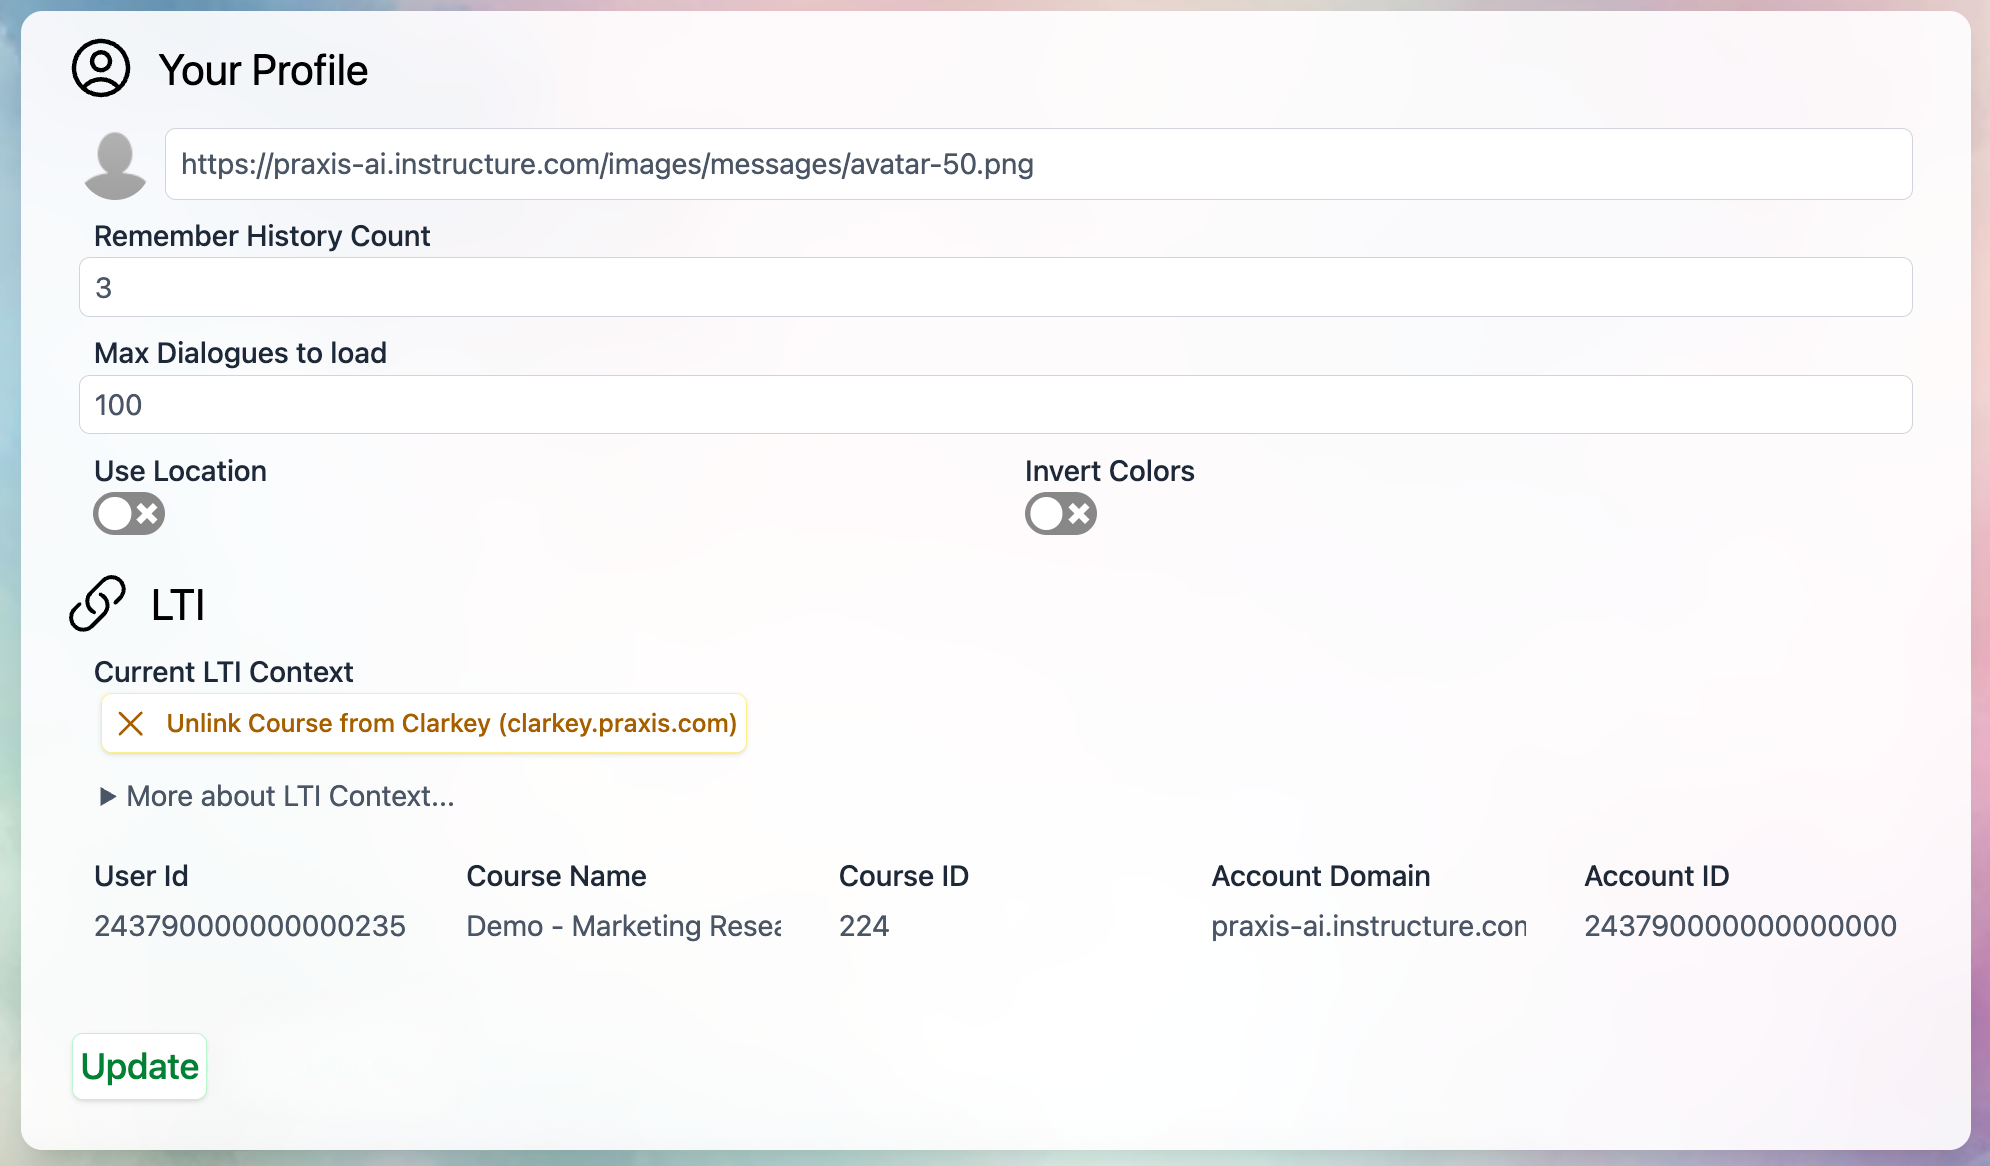 Your Profile
https://praxis-ai.instructure.com/images/messages/avatar-50.png
Remember History Count
3
Max Dialogues to load
100
Use Location
Invert Colors
LTI
Current LTI Context
Unlink Course from Clarkey (clarkey.praxis.com)
More about LTI Context...
User Id Course Name Course ID Account Domain Account ID
243790000000000235 Demo - Marketing Resea 224 praxis-ai.instructure.con 243790000000000000
Update